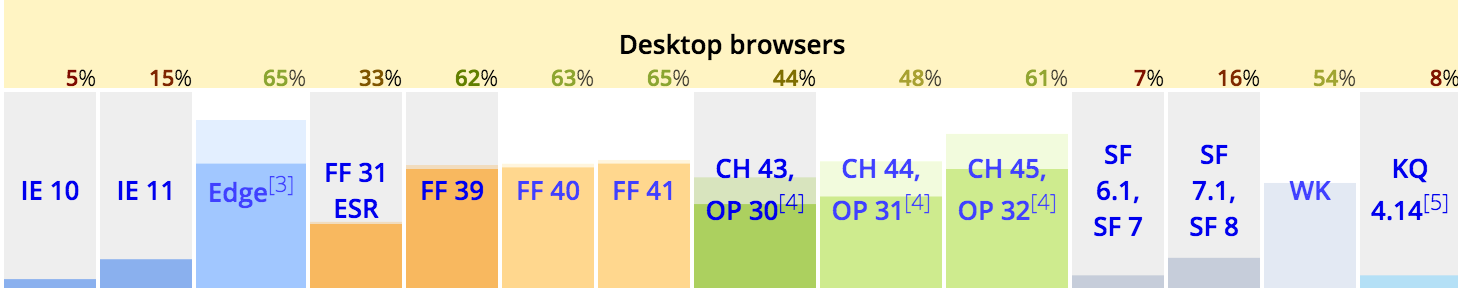 Desktop browsers
5% 15% 65% 33% 62% 63% 65% 44% 48% 61% 7% 16% 54% 8%
IE 10
IE 11
Edge[3]
FF 31
ESR
FF 39
FF 40
FF 41
CH 43,
OP 30[4]
CH 44,
OP 31[4]
CH 45,
OP 32[4]
SF
6.1,
SF 7
SF
7.1,
SF 8
WK
KQ
4.14[5]